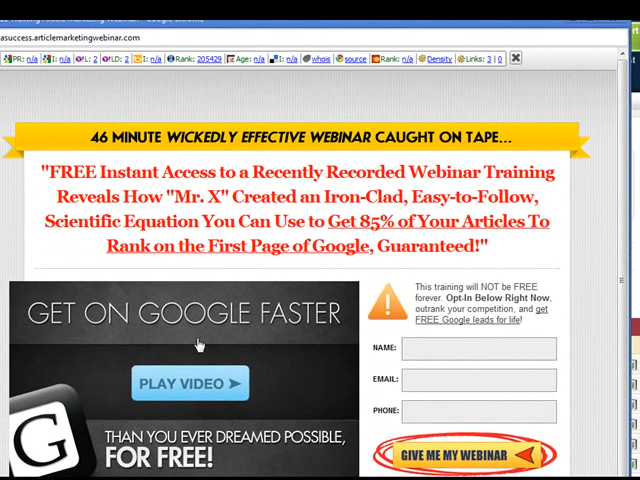 asuccess.articlemarketingwebinar.com
PR: n/a I: n/a L: 2 LD: 2 I: n/a Rank: 205429 Age: n/a I: n/a whois source Rank: n/a Density Links: 3 | 0
46 MINUTE WICKEDLY EFFECTIVE WEBINAR CAUGHT ON TAPE...
"FREE Instant Access to a Recently Recorded Webinar Training
Reveals How "Mr. X" Created an Iron-Clad, Easy-to-Follow,
Scientific Equation You Can Use to Get 85% of Your Articles To
Rank on the First Page of Google, Guaranteed!"
GET ON GOOGLE FASTER
PLAY VIDEO
G
THAN YOU EVER DREAMED POSSIBLE,
FOR FREE!
This training will NOT be FREE
forever. Opt-In Below Right Now,
outrank your competition, and get
FREE Google leads for life!
NAME:
EMAIL:
PHONE:
GIVE ME MY WEBINAR